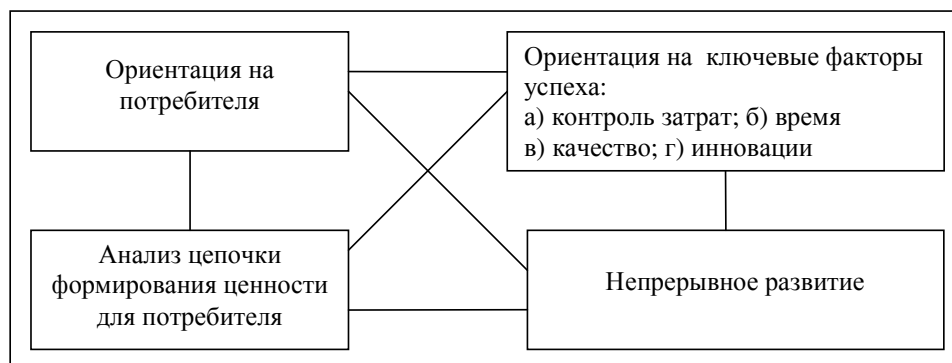 Ориентация на
потребителя
Ориентация на ключевые факторы
успеха:
а) контроль затрат; б) время
в) качество; г) инновации
Анализ цепочки
формирования ценности
для потребителя
Непрерывное развитие